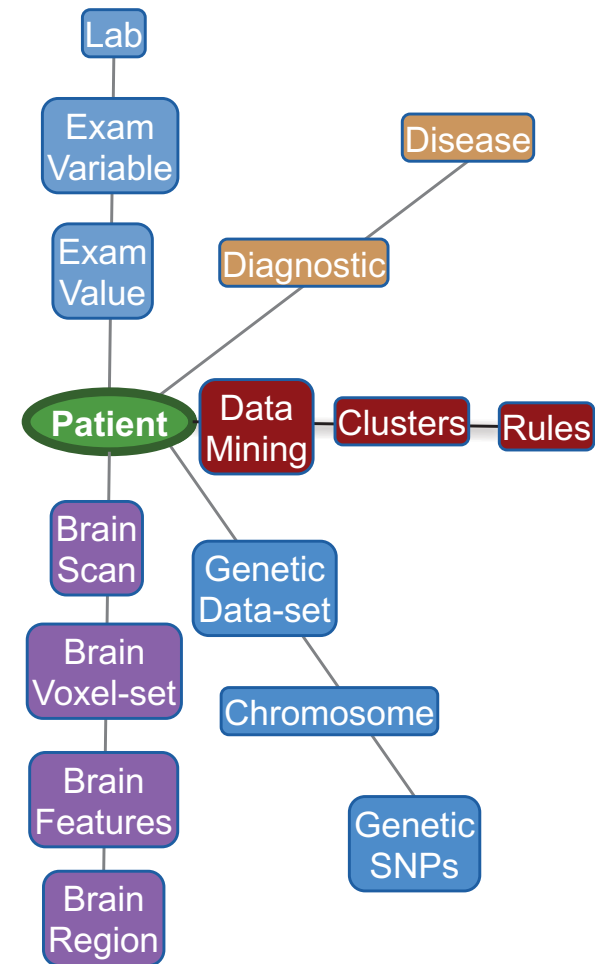 Lab
Exam
Variable
Disease
Exam
Value
Diagnostic
Patient
Data
Mining
Clusters
Rules
Brain
Scan
Genetic
Data-set
Brain
Voxel-set
Chromosome
Brain
Features
Genetic
SNPs
Brain
Region